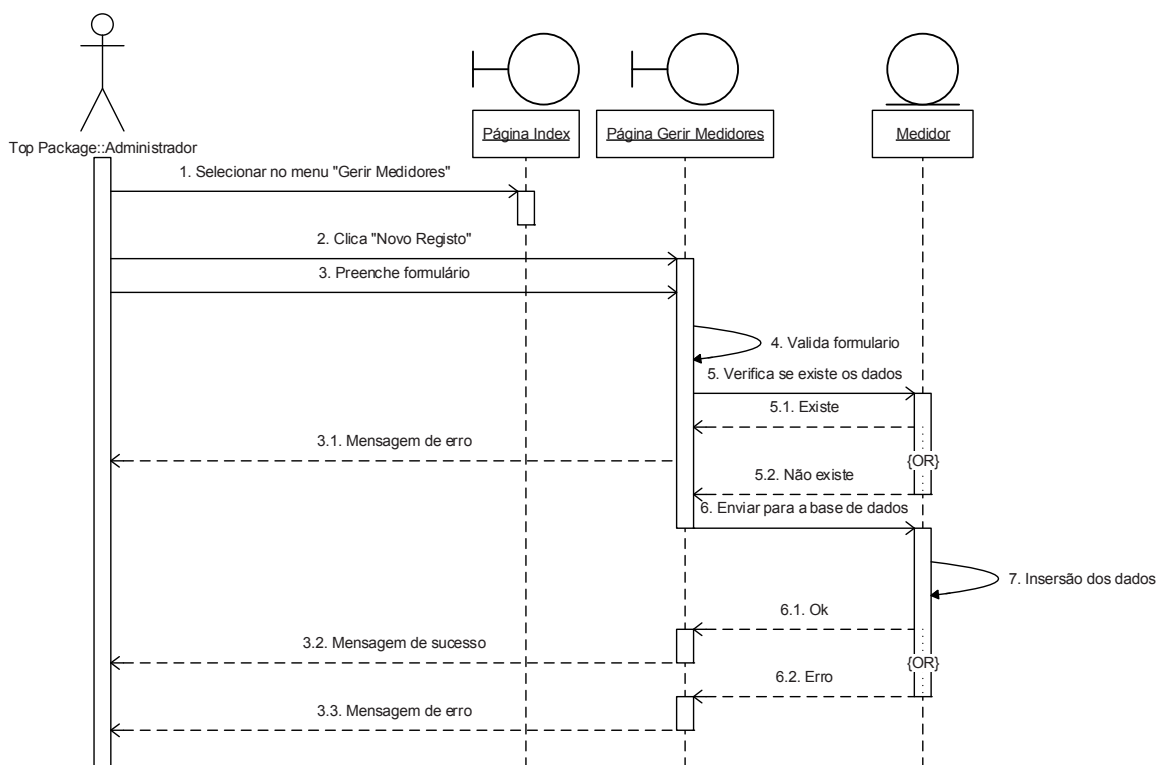 Top Package::Administrador
Página Index
Página Gerir Medidores
Medidor
1. Selecionar no menu "Gerir Medidores"
2. Clica "Novo Registo"
3. Preenche formulário
4. Valida formulario
5. Verifica se existe os dados
5.1. Existe
3.1. Mensagem de erro
{OR}
5.2. Não existe
6. Enviar para a base de dados
7. Insersão dos dados
6.1. Ok
3.2. Mensagem de sucesso
{OR}
6.2. Erro
3.3. Mensagem de erro